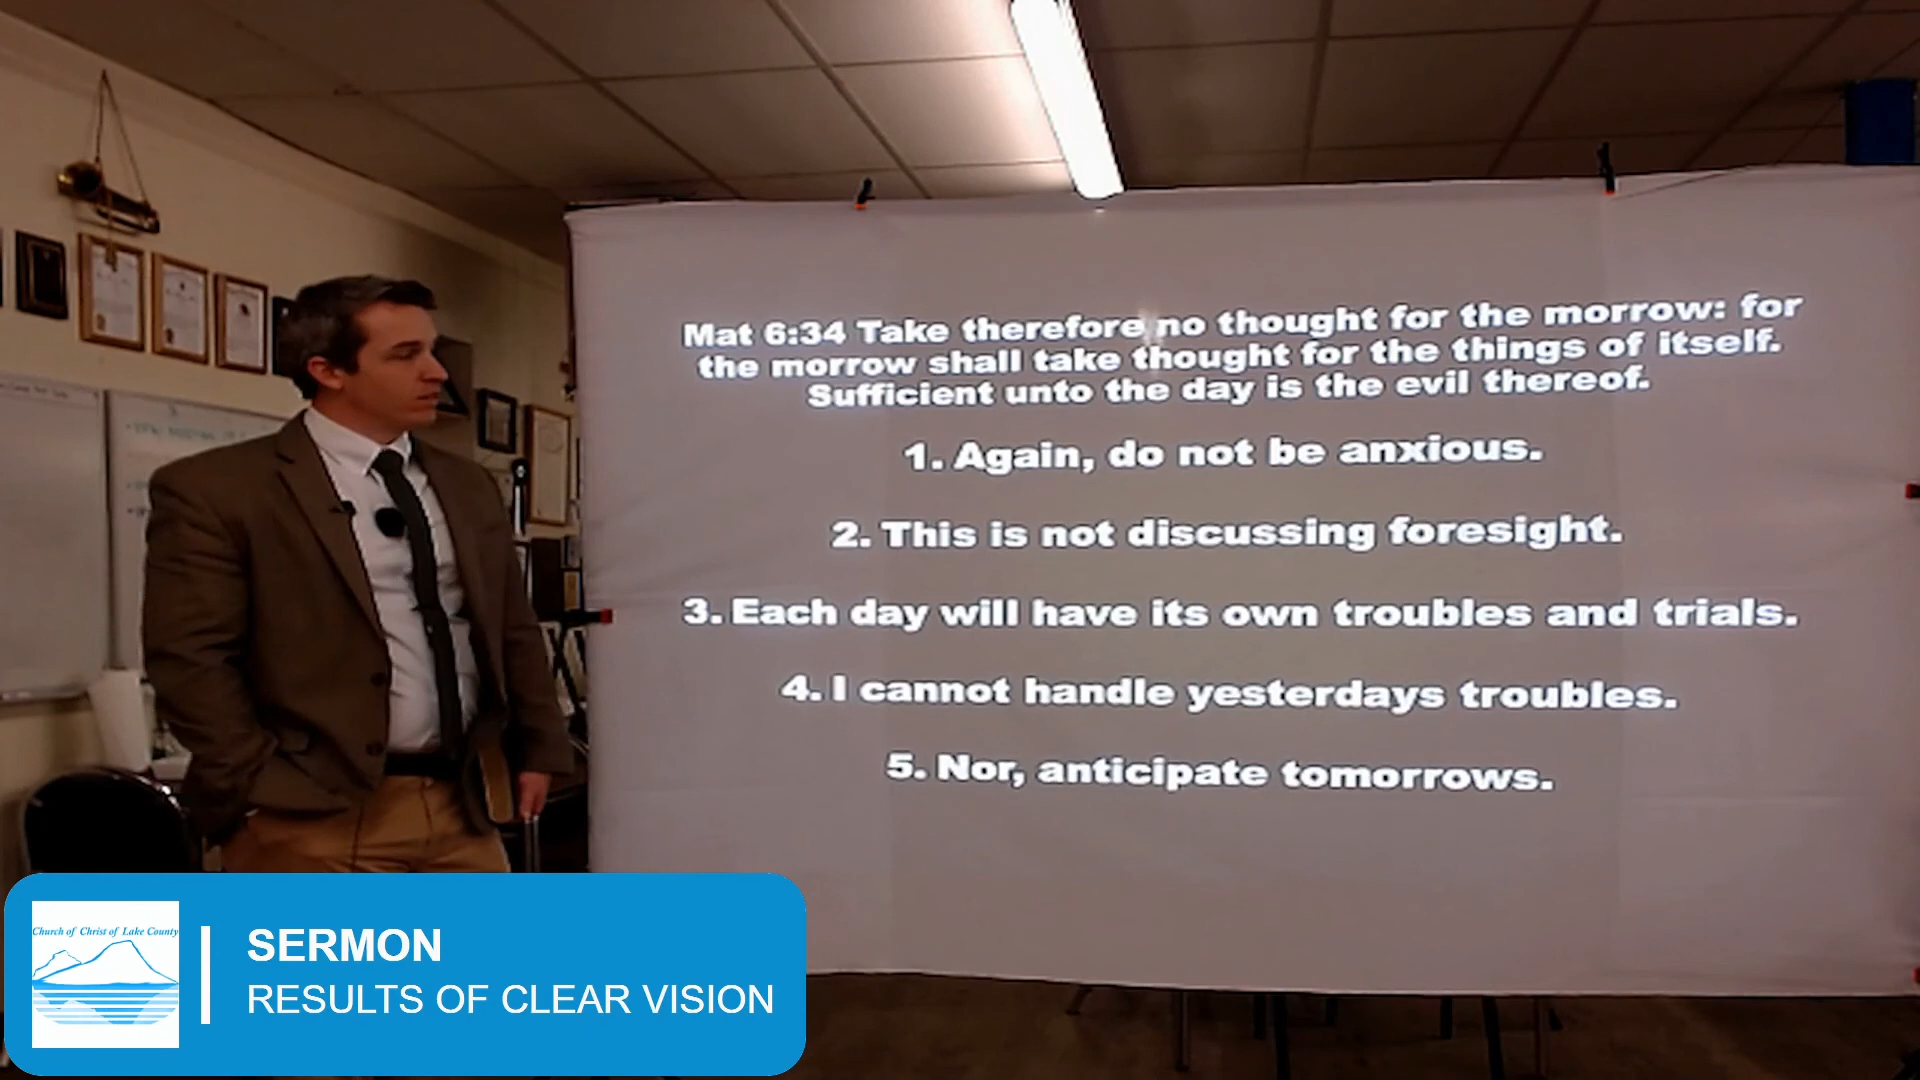 Mat 6:34 Take therefore no thought for the morrow: for
the morrow shall take thought for the things of itself.
Sufficient unto the day is the evil thereof.
1. Again, do not be anxious.
2. This is not discussing foresight.
3. Each day will have its own troubles and trials.
4. I cannot handle yesterdays troubles.
5. Nor, anticipate tomorrows.
Church of Christ of Lake County
SERMON
RESULTS OF CLEAR VISION